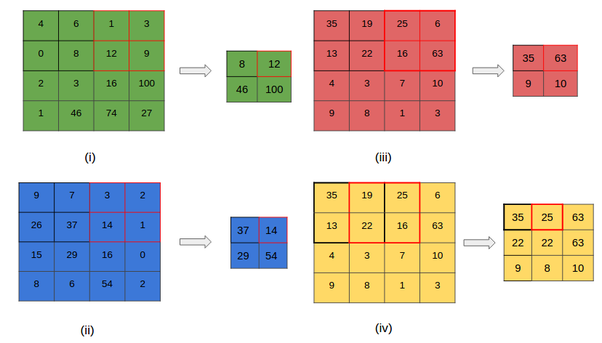 4 6 1 3
0 8 12 9
2 3 16 100
1 46 74 27
8 12
46 100
(i)
35 19 25 6
13 22 16 63
4 3 7 10
9 8 1 3
35 63
9 10
(iii)
9 7 3 2
26 37 14 1
15 29 16 0
8 6 54 2
37 14
29 54
(ii)
35 19 25 6
13 22 16 63
4 3 7 10
9 8 1 3
35 25 63
22 22 63
9 8 10
(iv)